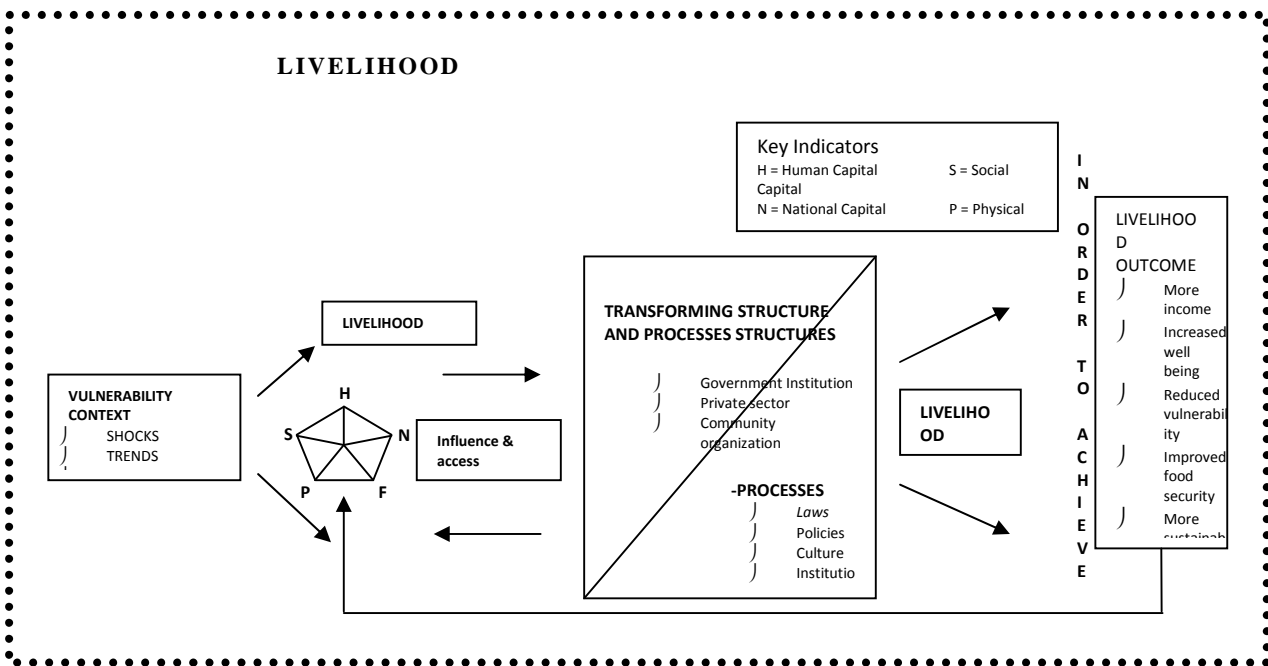 LIVELIHOOD
Key Indicators
H = Human Capital S = Social
Capital
N = National Capital P = Physical
LIVELIHOOD
VULNERABILITY
CONTEXT
SHOCKS
TRENDS
H
S
N
P
F
Influence &
access
TRANSFORMING STRUCTURE
AND PROCESSES STRUCTURES
Government Institution
Private sector
Community
organization
-PROCESSES
Laws
Policies
Culture
Institutio
LIVELIHO
OD
I
N
O
R
D
E
R
T
O
A
C
H
I
E
V
E
LIVELIHOO
D
OUTCOME
More
income
Increased
well
being
Reduced
vulnerabil
ity
Improved
food
security
More